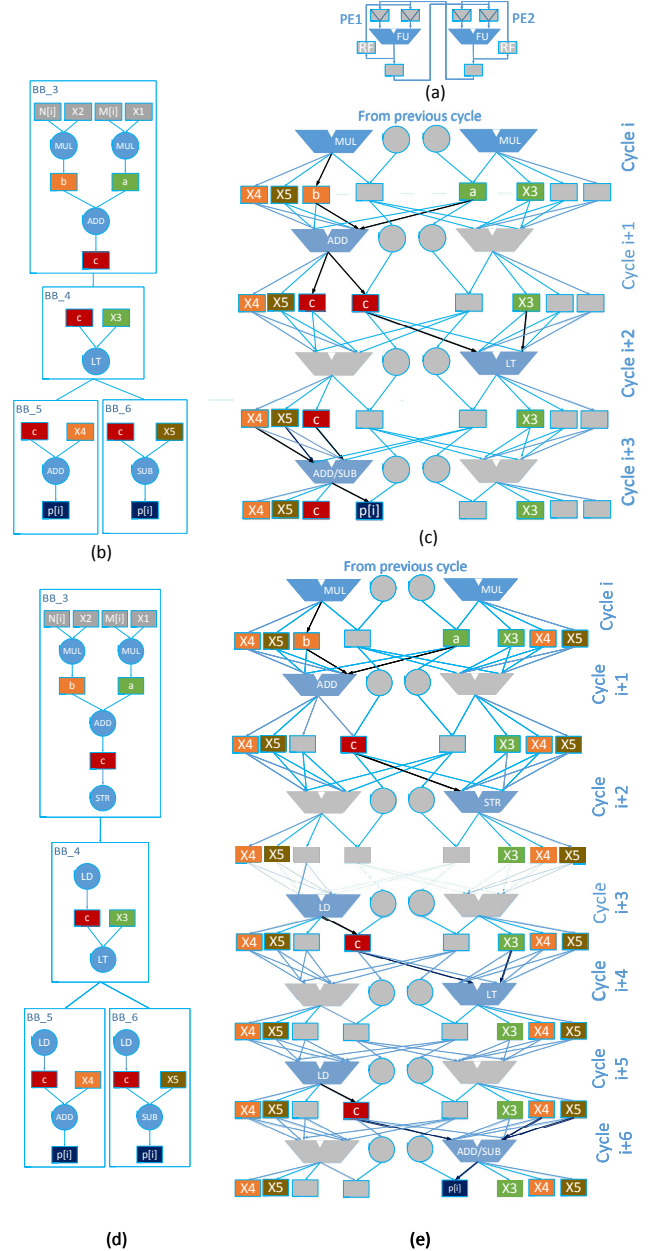 PE1
PE2
FU
FU
RF
RF
(a)
BB_3
N[i] X2 M[i] X1
MUL MUL
b a
ADD
c
BB_4
c X3
LT
BB_5 BB_6
c X4 c X5
ADD SUB
p[i] p[i]
(b)
From previous cycle
MUL MUL
Cycle i
X4 X5 b a X3
ADD
Cycle i+1
X4 X5 c c X3
LT
Cycle i+2
X4 X5 c X3
ADD/SUB
Cycle i+3
X4 X5 c p[i] X3
(c)
BB_3
N[i] X2 M[i] X1
MUL MUL
b a
ADD
c
STR
BB_4
LD
c X3
LT
BB_5 BB_6
LD LD
c X4 c X5
ADD SUB
p[i] p[i]
(d)
From previous cycle
MUL MUL
Cycle i
X4 X5 b a X3 X4 X5
ADD
Cycle
i+1
X4 X5 c X3 X4 X5
STR
Cycle
i+2
X4 X5 X3 X4 X5
LD
Cycle
i+3
X4 X5 c X3 X4 X5
LT
Cycle
i+4
X4 X5 X3 X4 X5
LD
Cycle
i+5
X4 X5 c X3 X4 X5
ADD/SUB
Cycle
i+6
X4 X5 p[i] X3 X4 X5
(e)